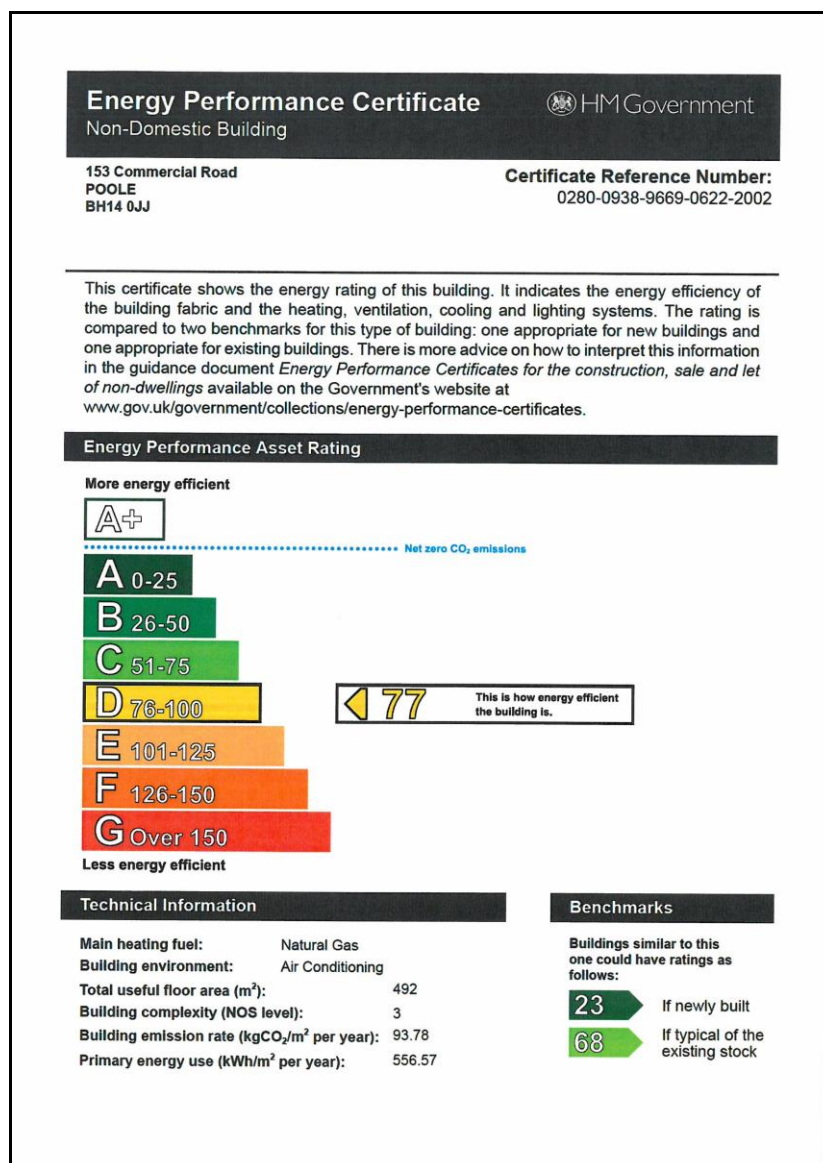 Energy Performance Certificate
Non-Domestic Building
HM Government
153 Commercial Road
POOLE
BH14 0JJ
Certificate Reference Number:
0280-0938-9669-0622-2002
This certificate shows the energy rating of this building. It indicates the energy efficiency of
the building fabric and the heating, ventilation, cooling and lighting systems. The rating is
compared to two benchmarks for this type of building: one appropriate for new buildings and
one appropriate for existing buildings. There is more advice on how to interpret this information
in the guidance document Energy Performance Certificates for the construction, sale and let
of non-dwellings available on the Government's website at
www.gov.uk/government/collections/energy-performance-certificates.
Energy Performance Asset Rating
More energy efficient
A+
Net zero CO₂ emissions
A 0-25
B 26-50
C 51-75
D 76-100
77
This is how energy efficient
the building is.
E 101-125
F 126-150
G Over 150
Less energy efficient
Technical Information
Main heating fuel: Natural Gas
Building environment: Air Conditioning
Total useful floor area (m²): 492
Building complexity (NOS level): 3
Building emission rate (kgCO₂/m² per year): 93.78
Primary energy use (kWh/m² per year): 556.57
Benchmarks
Buildings similar to this
one could have ratings as
follows:
23 If newly built
68 If typical of the
existing stock